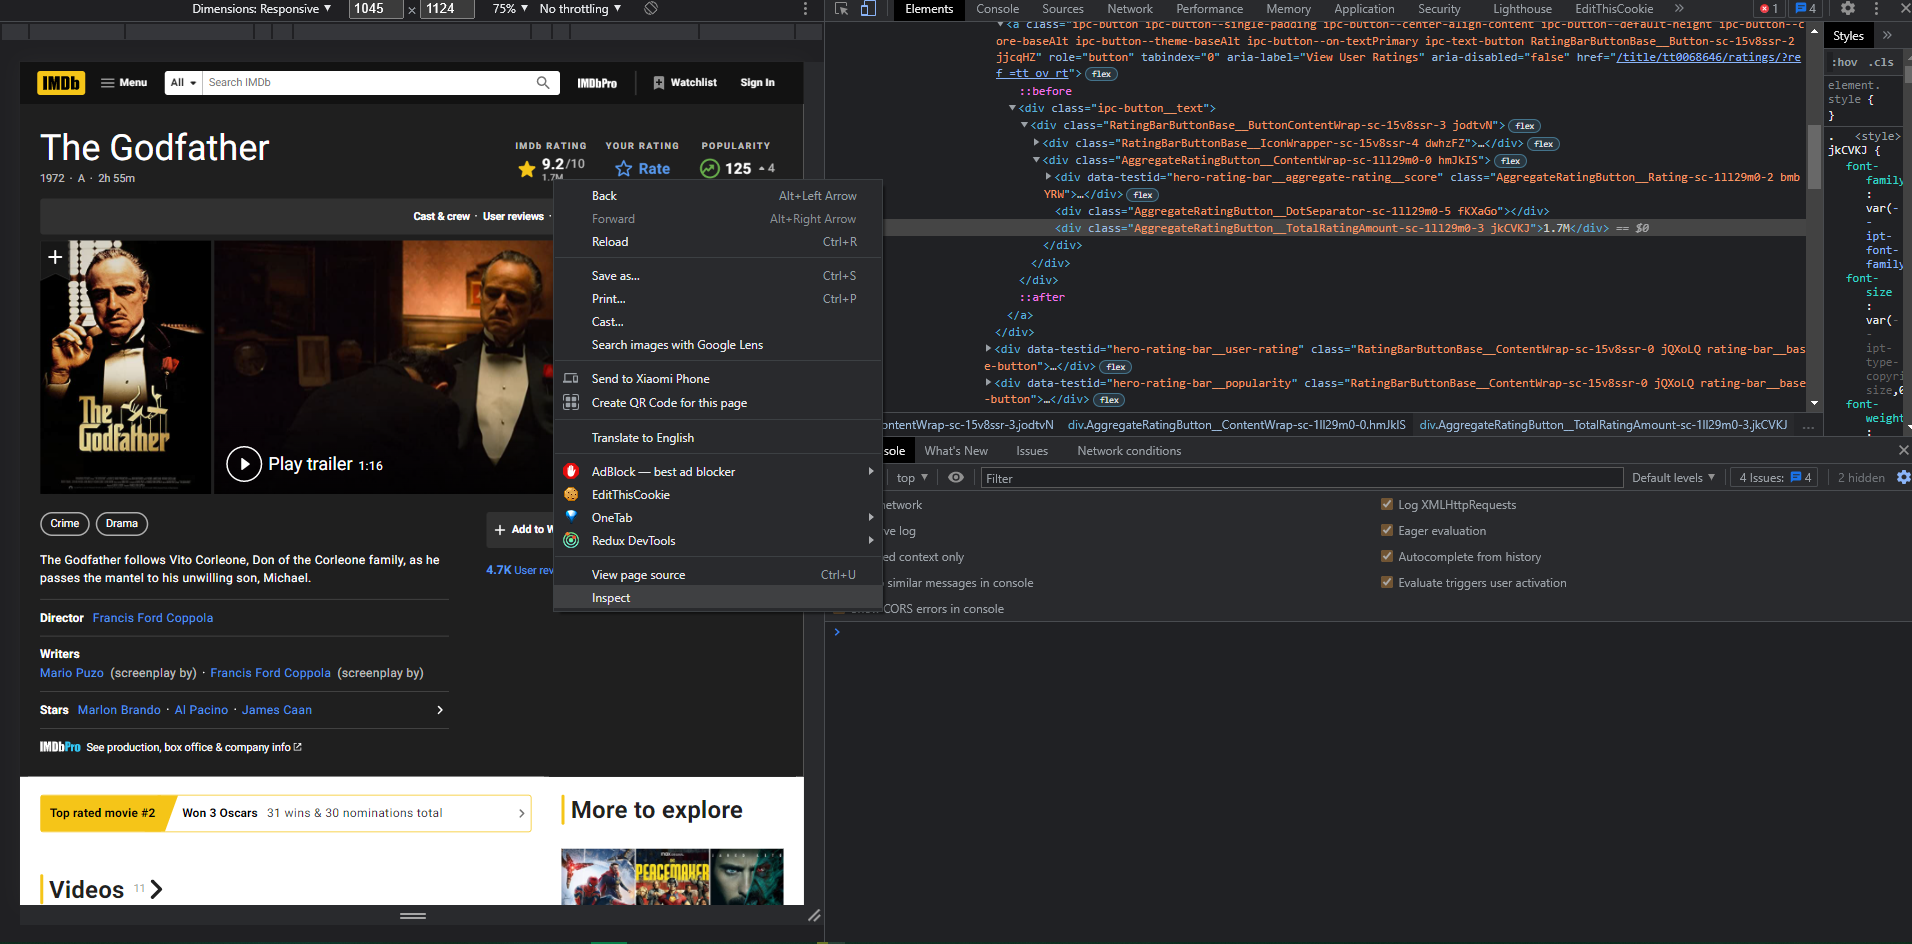 Dimensions: Responsive ▼ 1045 × 1124 75% ▼ No throttling ▼
IMDb Menu All Search IMDb IMDbPro Watchlist Sign In
The Godfather
1972 · A · 2h 55m
IMDb RATING YOUR RATING POPULARITY
9.2/10 Rate 125 4
1.7M
Cast & crew · User reviews ·
The
Godfather
Play trailer 1:16
Crime Drama
Add to W
The Godfather follows Vito Corleone, Don of the Corleone family, as he
passes the mantel to his unwilling son, Michael.
4.7K User rev
Director Francis Ford Coppola
Writers
Mario Puzo (screenplay by) · Francis Ford Coppola (screenplay by)
Stars Marlon Brando · Al Pacino · James Caan
IMDbPro See production, box office & company info
Top rated movie #2 Won 3 Oscars 31 wins & 30 nominations total
More to explore
PEACEMAKER
Videos 11
Back Alt+Left Arrow
Forward Alt+Right Arrow
Reload Ctrl+R
Save as... Ctrl+S
Print... Ctrl+P
Cast...
Search images with Google Lens
Send to Xiaomi Phone
Create QR Code for this page
Translate to English
AdBlock — best ad blocker
EditThisCookie
OneTab
Redux DevTools
View page source Ctrl+U
Inspect
Elements Console Sources Network Performance Memory Application Security Lighthouse EditThisCookie » 1 4
<a class="ipc-button ipc-button--single-padding ipc-button--center-align-content ipc-button--default-height ipc-button--c
ore-baseAlt ipc-button--theme-baseAlt ipc-button--on-textPrimary ipc-text-button RatingBarButtonBase__Button-sc-15v8ssr-2
jjcqHZ" role="button" tabindex="0" aria-label="View User Ratings" aria-disabled="false" href="/title/tt0068646/ratings/?re
f_=tt_ov_rt"> flex
::before
<div class="ipc-button__text">
<div class="RatingBarButtonBase__ButtonContentWrap-sc-15v8ssr-3 jodtvN"> flex
<div class="RatingBarButtonBase__IconWrapper-sc-15v8ssr-4 dwhzFZ">…</div> flex
<div class="AggregateRatingButton__ContentWrap-sc-1ll29m0-0 hmJkIS"> flex
<div data-testid="hero-rating-bar__aggregate-rating__score" class="AggregateRatingButton__Rating-sc-1ll29m0-2 bmb
YRW">…</div> flex
<div class="AggregateRatingButton__DotSeparator-sc-1ll29m0-5 fKXaGo"></div>
<div class="AggregateRatingButton__TotalRatingAmount-sc-1ll29m0-3 jkCVKJ">1.7M</div> == $0
</div>
</div>
</div>
::after
</a>
</div>
<div data-testid="hero-rating-bar__user-rating" class="RatingBarButtonBase__ContentWrap-sc-15v8ssr-0 jQXoLQ rating-bar__bas
e-button">…</div> flex
<div data-testid="hero-rating-bar__popularity" class="RatingBarButtonBase__ContentWrap-sc-15v8ssr-0 jQXoLQ rating-bar__base
-button">…</div> flex
ontentWrap-sc-15v8ssr-3.jodtvN div.AggregateRatingButton__ContentWrap-sc-1ll29m0-0.hmJkIS div.AggregateRatingButton__TotalRatingAmount-sc-1ll29m0-3.jkCVKJ ...
Styles »
:hov .cls
element.
style {
}
<style>
jkCVKJ {
font-
family
:
var(-
-
ipt-
font-
family
font-
size
:
var(-
-
ipt-
type-
copyri
size,0
font-
weight
:
sole What's New Issues Network conditions
top ▼ Filter Default levels ▼ 4 Issues: 4 2 hidden
etwork
ve log
ed context only
similar messages in console
CORS errors in console
Log XMLHttpRequests
Eager evaluation
Autocomplete from history
Evaluate triggers user activation